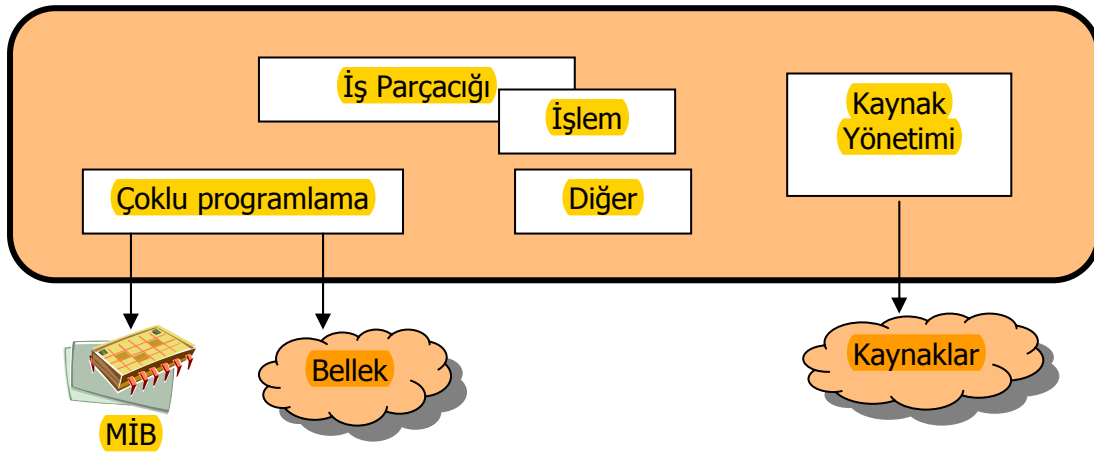 İş Parçacığı
İşlem
Kaynak
Yönetimi
Çoklu programlama
Diğer
Bellek
Kaynaklar
MİB